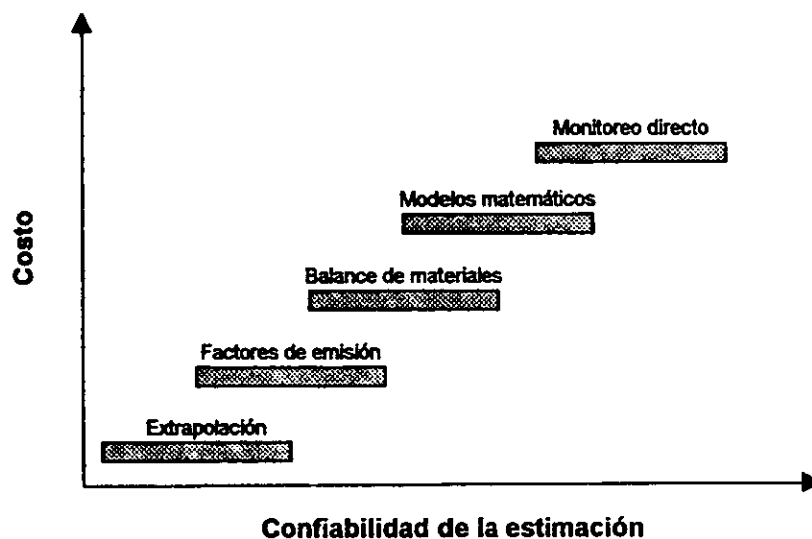 Monitoreo directo
Modelos matemáticos
Balance de materiales
Factores de emisión
Extrapolación
Costo
Confiabilidad de la estimación